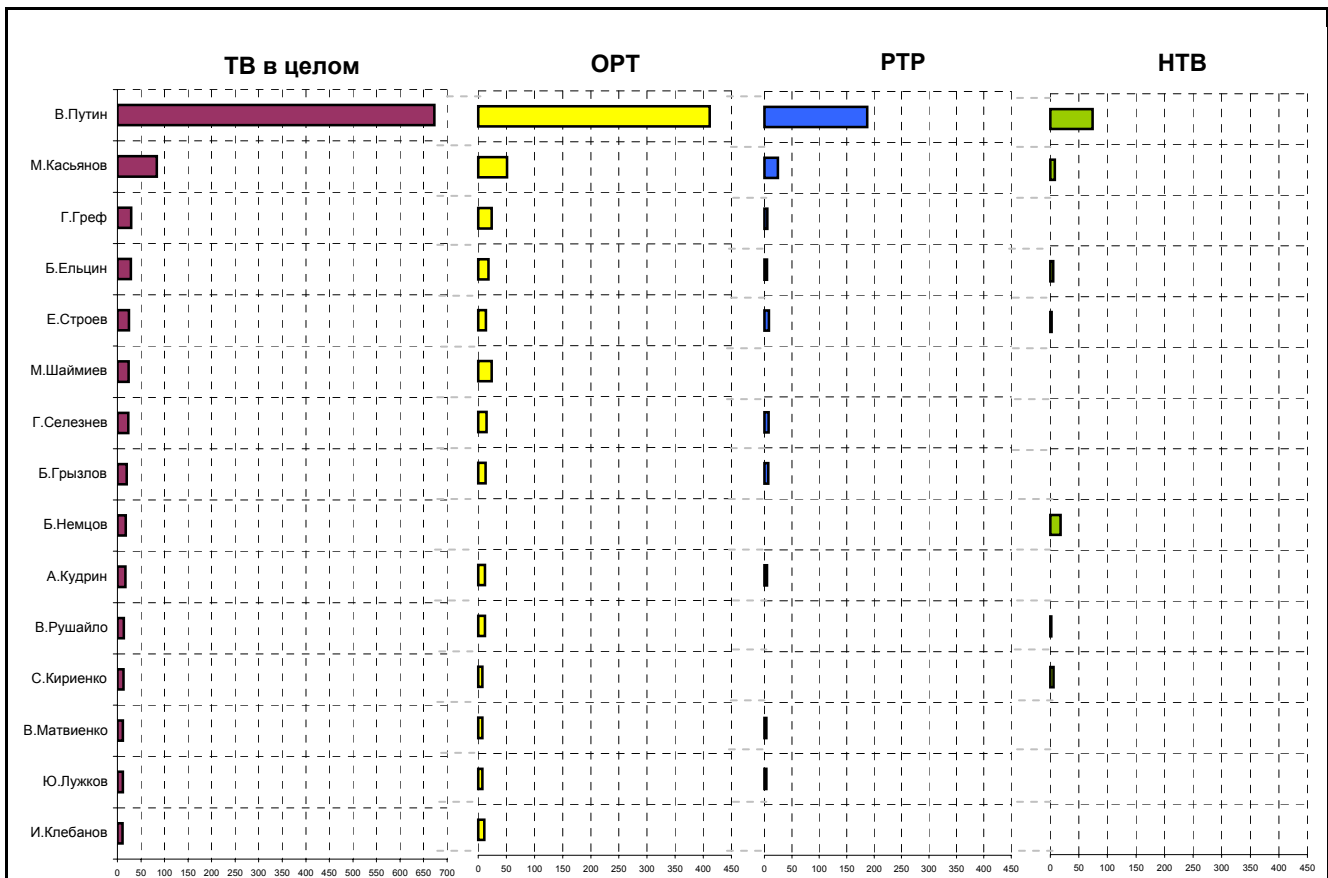 ТВ в целом ОРТ РТР НТВ
В.Путин
М.Касьянов
Г.Греф
Б.Ельцин
Е.Строев
М.Шаймиев
Г.Селезнев
Б.Грызлов
Б.Немцов
А.Кудрин
В.Рушайло
С.Кириенко
В.Матвиенко
Ю.Лужков
И.Клебанов
0 50 100 150 200 250 300 350 400 450 500 550 600 650 700 0 50 100 150 200 250 300 350 400 450 0 50 100 150 200 250 300 350 400 450 0 50 100 150 200 250 300 350 400 450